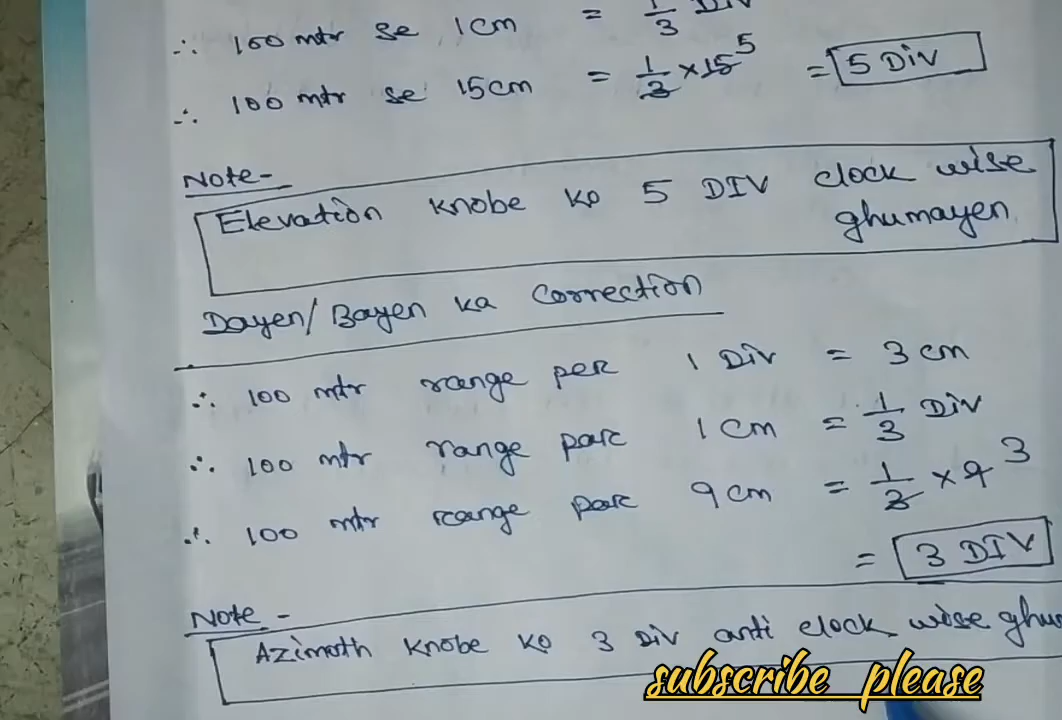 ∴ 100 mtr se 1cm = 1/3 DIV
∴ 100 mtr se 15cm = 1/3 ×15 5 = 5 DIV
Note-
Elevation knobe ko 5 DIV clock wise
ghumayen
Dayen/Bayen ka correction
∴ 100 mtr range per 1 Div = 3 cm
∴ 100 mtr range par 1 cm = 1/3 Div
∴ 100 mtr range par 9 cm = 1/3 × 9 3
= 3 DIV
Note -
Azimoth knobe ko 3 Div anti clock wise ghu
subscribe please